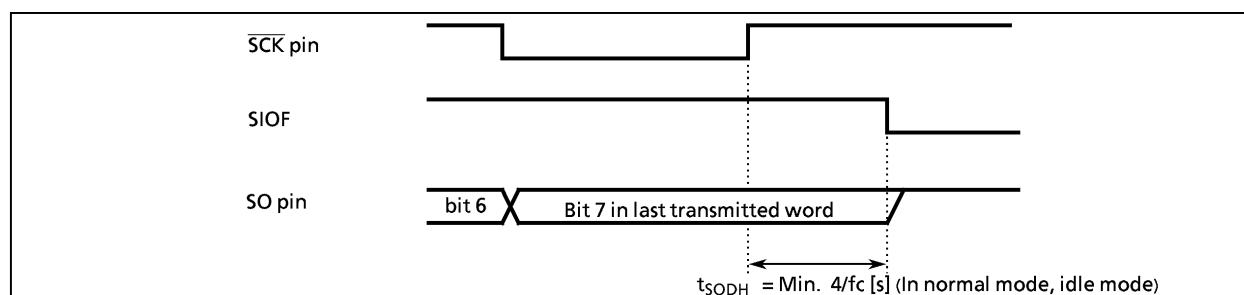 S̅C̅K̅ pin
SIOF
SO pin
bit 6
Bit 7 in last transmitted word
tSODH = Min. 4/fc [s] (In normal mode, idle mode)